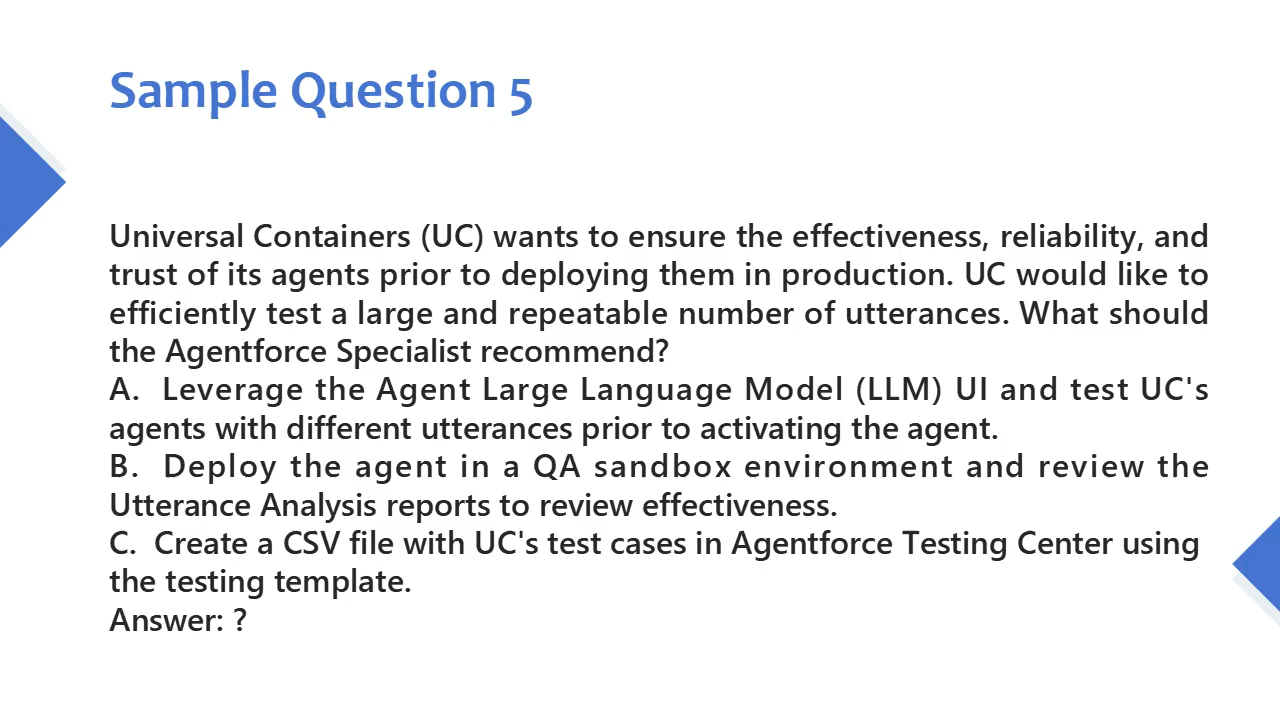 Sample Question 5
Universal Containers (UC) wants to ensure the effectiveness, reliability, and
trust of its agents prior to deploying them in production. UC would like to
efficiently test a large and repeatable number of utterances. What should
the Agentforce Specialist recommend?
A. Leverage the Agent Large Language Model (LLM) UI and test UC's
agents with different utterances prior to activating the agent.
B. Deploy the agent in a QA sandbox environment and review the
Utterance Analysis reports to review effectiveness.
C. Create a CSV file with UC's test cases in Agentforce Testing Center using
the testing template.
Answer: ?